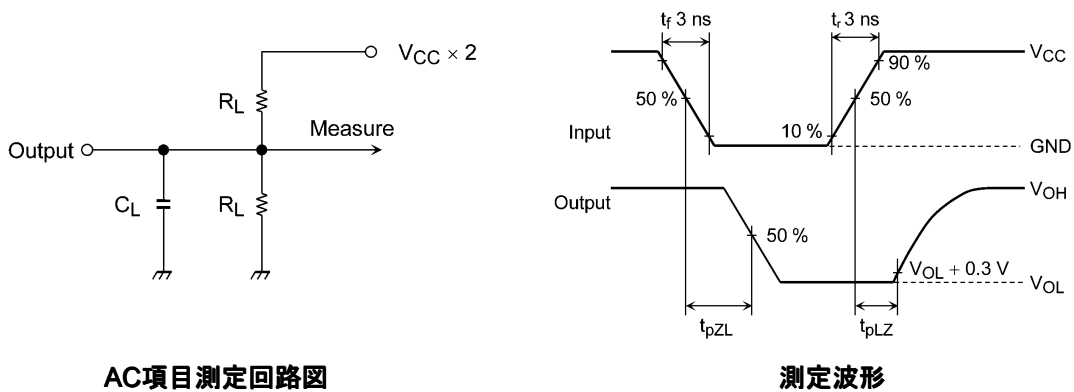 V_CC × 2
R_L
Measure
Output
C_L
R_L
AC項目測定回路図
t_f 3 ns
t_r 3 ns
V_CC
90 %
50 %
50 %
Input
10 %
GND
Output
V_OH
50 %
V_OL + 0.3 V
V_OL
t_pZL
t_pLZ
測定波形